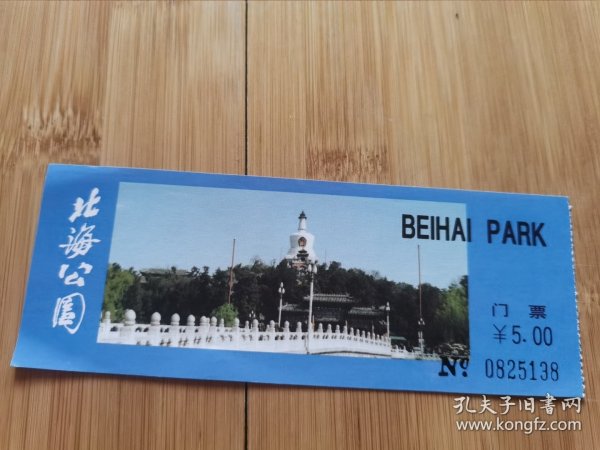 北海公園
BEIHAI PARK
门 票
￥5.00
Nº 0825138
孔夫子旧书网
www.kongfz.com